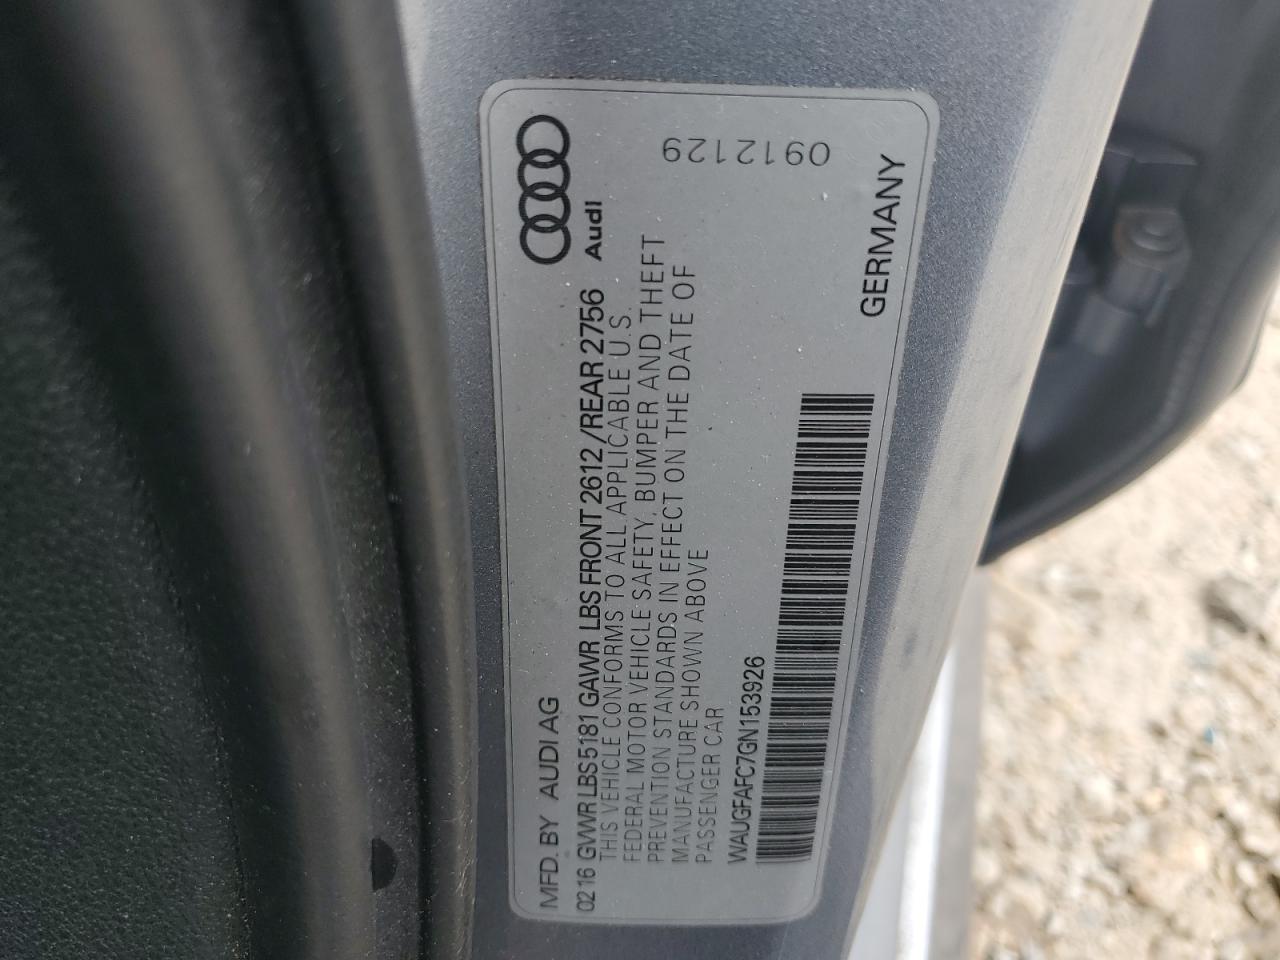 MFD. BY AUDI AG
Audi
0216 GVWR LBS 5181 GAWR LBS FRONT 2612 /REAR 2756
THIS VEHICLE CONFORMS TO ALL APPLICABLE U.S.
FEDERAL MOTOR VEHICLE SAFETY, BUMPER AND THEFT
PREVENTION STANDARDS IN EFFECT ON THE DATE OF
MANUFACTURE SHOWN ABOVE
PASSENGER CAR
WAUGFAFC7GN153926
GERMANY
0912129